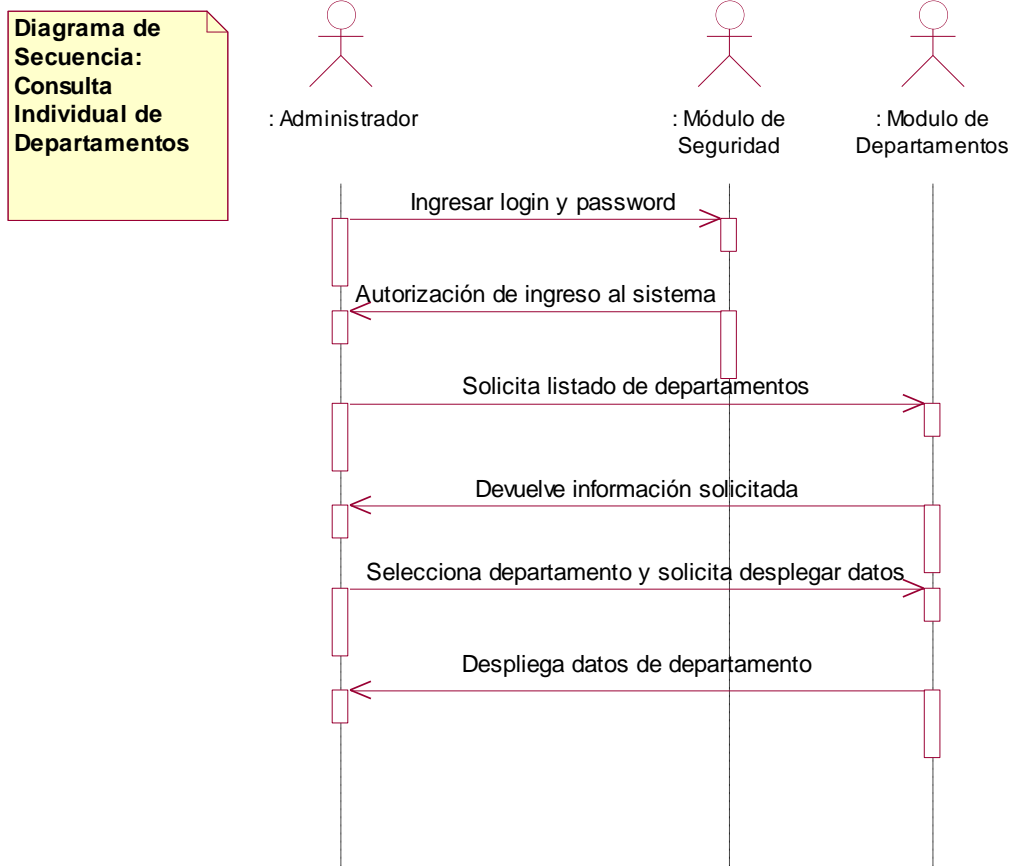 Diagrama de
Secuencia:
Consulta
Individual de
Departamentos
: Administrador
: Módulo de
Seguridad
: Modulo de
Departamentos
Ingresar login y password
Autorización de ingreso al sistema
Solicita listado de departamentos
Devuelve información solicitada
Selecciona departamento y solicita desplegar datos
Despliega datos de departamento